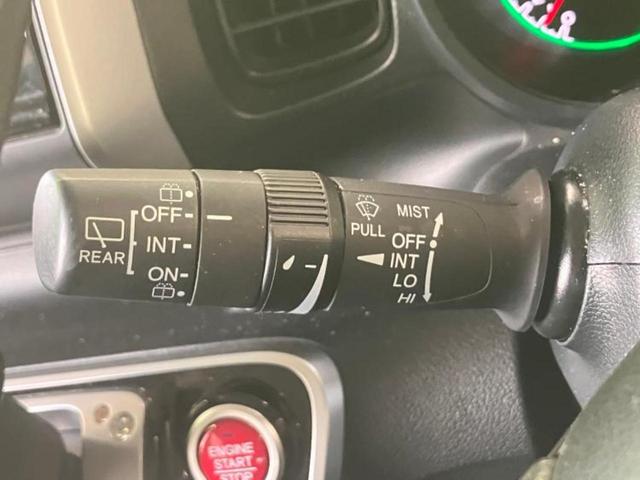 OFF
INT
ON
REAR
PULL
MIST
OFF
INT
LO
HI
ENGINE
START
STOP